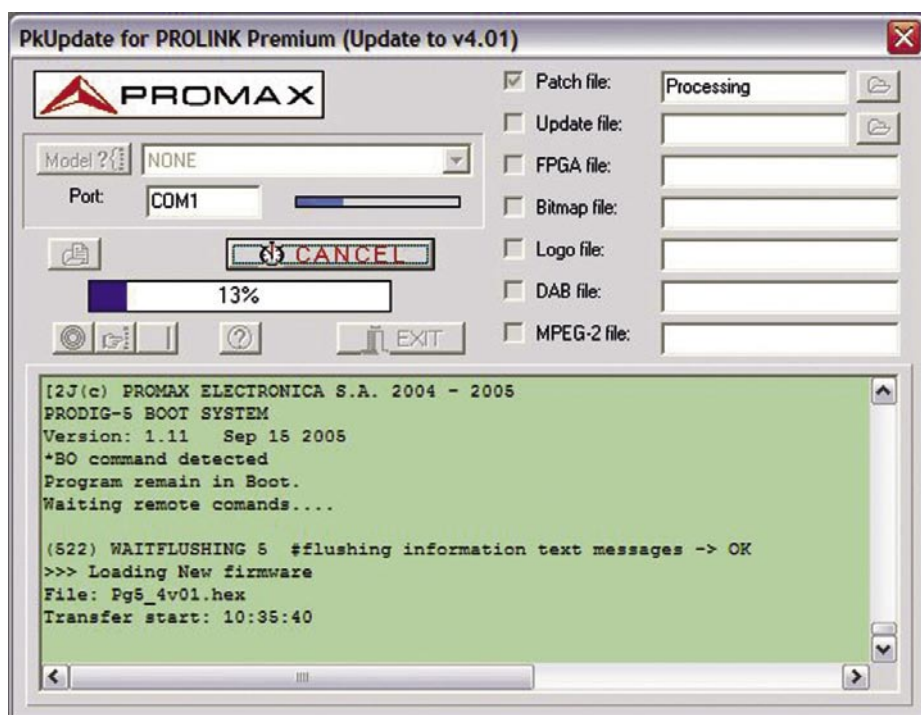 PkUpdate for PROLINK Premium (Update to v4.01)
PROMAX
Model ?
NONE
Port:
COM1
CANCEL
13%
EXIT
Patch file:
Processing
Update file:
FPGA file:
Bitmap file:
Logo file:
DAB file:
MPEG-2 file:
[2J(c) PROMAX ELECTRONICA S.A. 2004 - 2005
PRODIG-5 BOOT SYSTEM
Version: 1.11 Sep 15 2005
*BO command detected
Program remain in Boot.
Waiting remote comands....
(522) WAITFLUSHING 5 #flushing information text messages -> OK
>>> Loading New firmware
File: Pg5_4v01.hex
Transfer start: 10:35:40